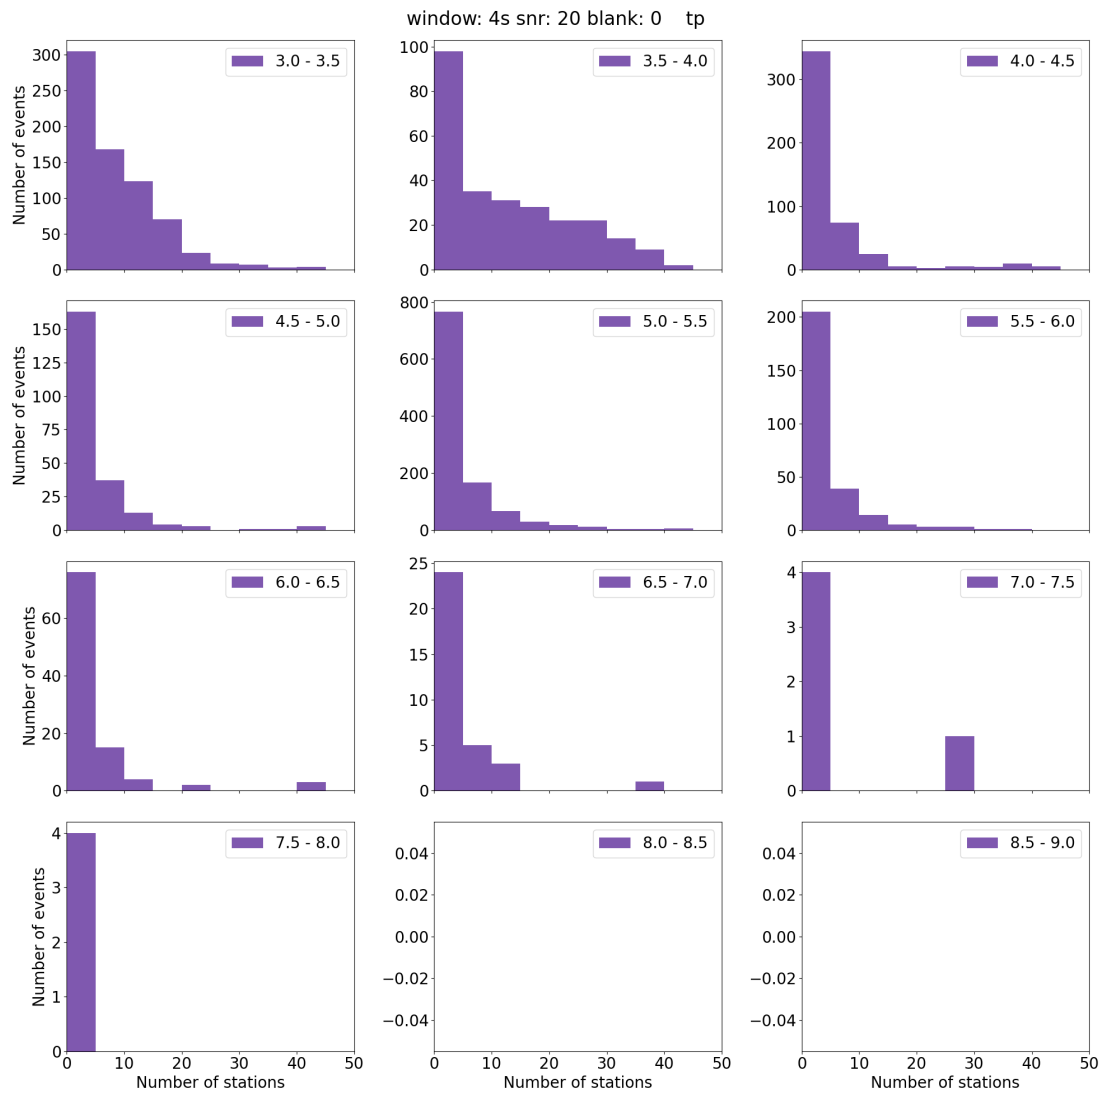 window: 4s snr: 20 blank: 0    tp
3.0 - 3.5
300
250
200
150
100
50
0
Number of events
3.5 - 4.0
100
80
60
40
20
0
4.0 - 4.5
300
200
100
0
4.5 - 5.0
150
125
100
75
50
25
0
Number of events
5.0 - 5.5
800
600
400
200
0
5.5 - 6.0
200
150
100
50
0
6.0 - 6.5
60
40
20
0
Number of events
6.5 - 7.0
25
20
15
10
5
0
7.0 - 7.5
4
3
2
1
0
7.5 - 8.0
4
3
2
1
0
Number of events
0 10 20 30 40 50
Number of stations
8.0 - 8.5
0.04
0.02
0.00
−0.02
−0.04
0 10 20 30 40 50
Number of stations
8.5 - 9.0
0.04
0.02
0.00
−0.02
−0.04
0 10 20 30 40 50
Number of stations